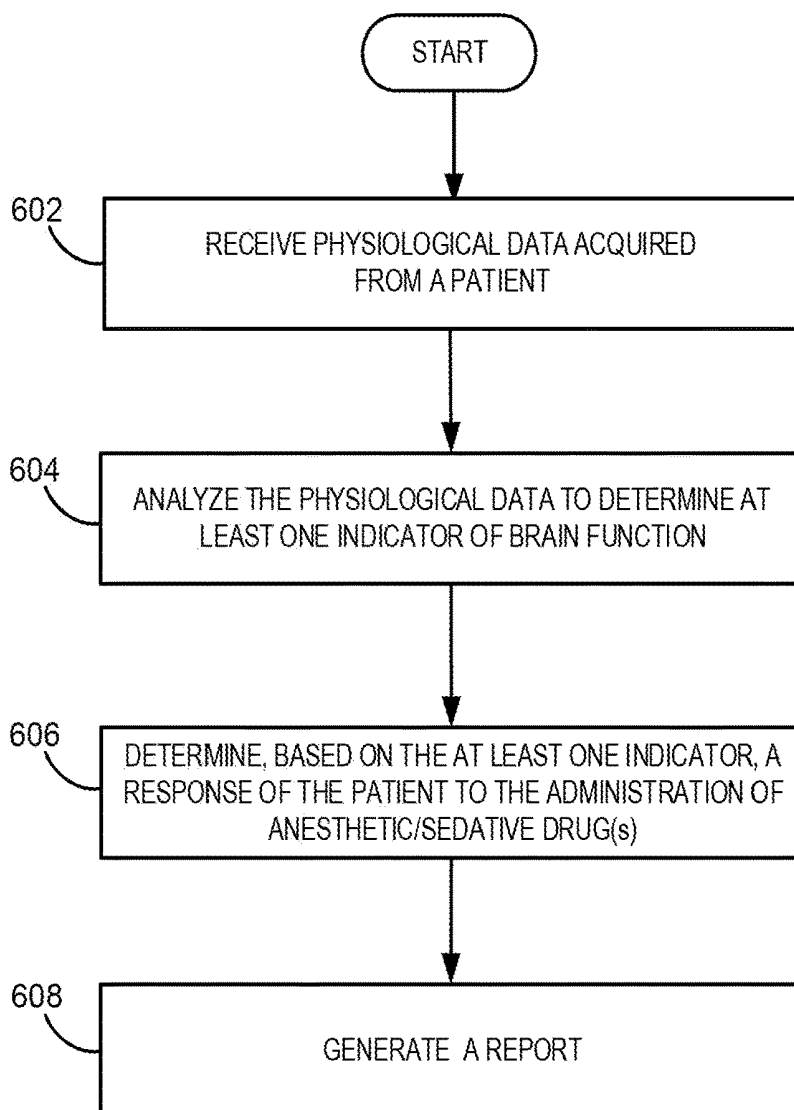 START
602
RECEIVE PHYSIOLOGICAL DATA ACQUIRED
FROM A PATIENT
604
ANALYZE THE PHYSIOLOGICAL DATA TO DETERMINE AT
LEAST ONE INDICATOR OF BRAIN FUNCTION
606
DETERMINE, BASED ON THE AT LEAST ONE INDICATOR, A
RESPONSE OF THE PATIENT TO THE ADMINISTRATION OF
ANESTHETIC/SEDATIVE DRUG(s)
608
GENERATE A REPORT